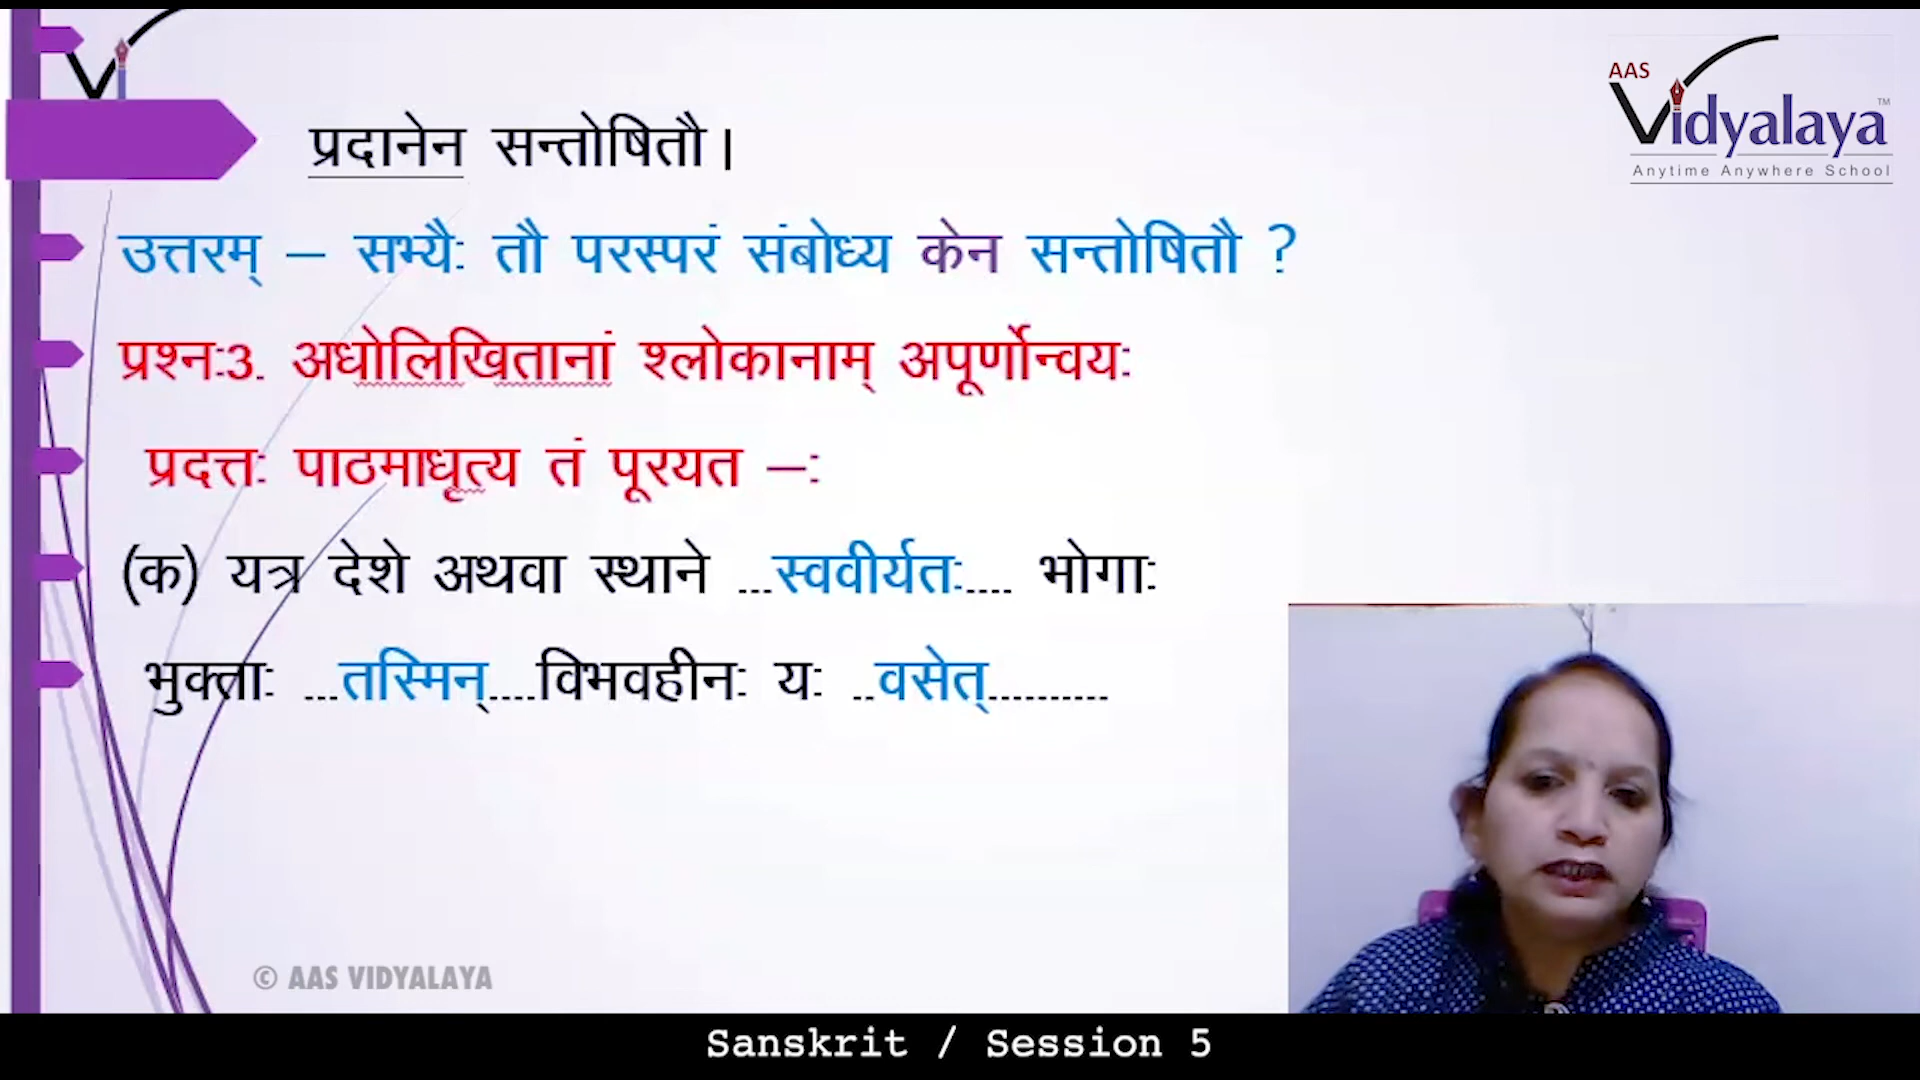 AAS
Vidyalaya™
Anytime Anywhere School
प्रदानेन सन्तोषितौ।
उत्तरम् – सभ्यै: तौ परस्परं संबोध्य केन सन्तोषितौ ?
प्रश्न:3. अधोलिखितानां श्लोकानाम् अपूर्णोन्वय:
प्रदत्त: पाठमाधृत्य तं पूरयत –:
(क) यत्र देशे अथवा स्थाने ...स्ववीर्यत:.... भोगा:
भुक्ता: ...तस्मिन्....विभवहीन: य: ..वसेत्..........
© AAS VIDYALAYA
Sanskrit / Session 5